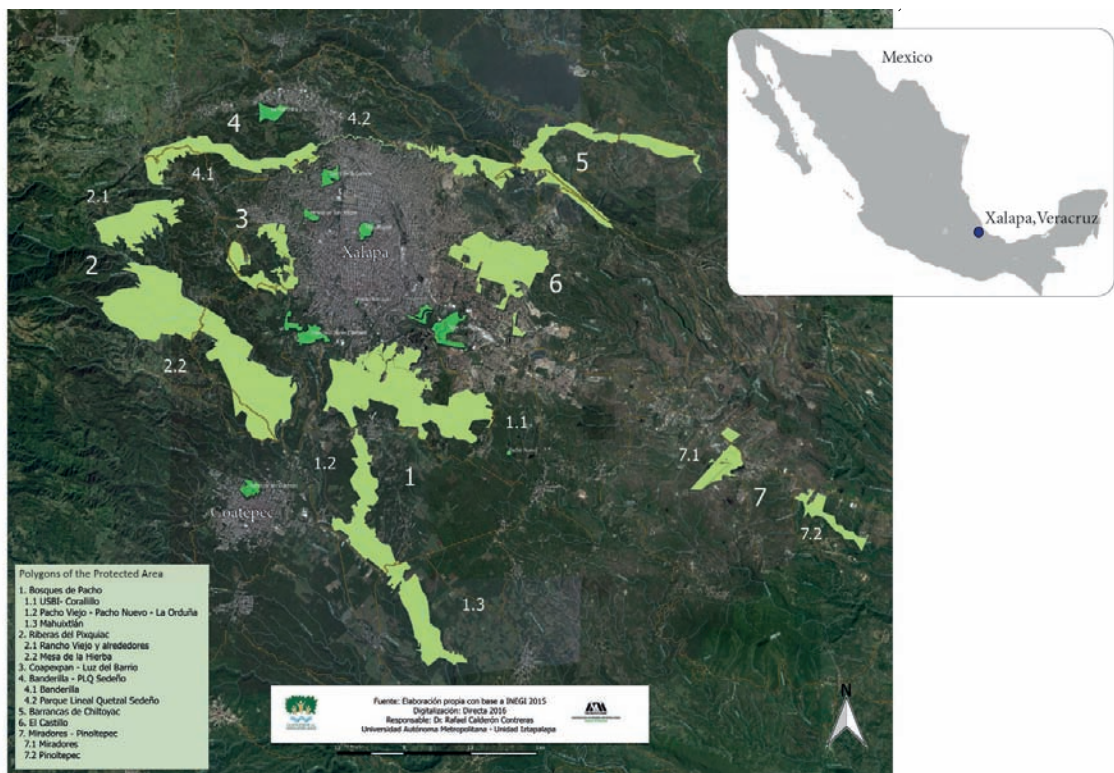 Mexico
Xalapa,Veracruz
4
4.2
5
4.1
2.1
3
Xalapa
2
6
2.2
1.1
1.2
1
7.1
7
7.2
Coatepec
1.3
Polygons of the Protected Area
1. Bosques de Pacho
1.1 USBI- Corallillo
1.2 Pacho Viejo - Pacho Nuevo - La Orduña
1.3 Mahuixtlán
2. Riberas del Pixquiac
2.1 Rancho Viejo y alrededores
2.2 Mesa de la Hierba
3. Coapexpan - Luz del Barrio
4. Banderilla - PLQ Sedeño
4.1 Banderilla
4.2 Parque Lineal Quetzal Sedeño
5. Barrancas de Chiltoyac
6. El Castillo
7. Miradores - Pinoltepec
7.1 Miradores
7.2 Pinoltepec
Fuente: Elaboración propia con base a INEGI 2015
Digitalización: Directa 2016
Responsable: Dr. Rafael Calderón Contreras
Universidad Autónoma Metropolitana - Unidad Iztapalapa
N